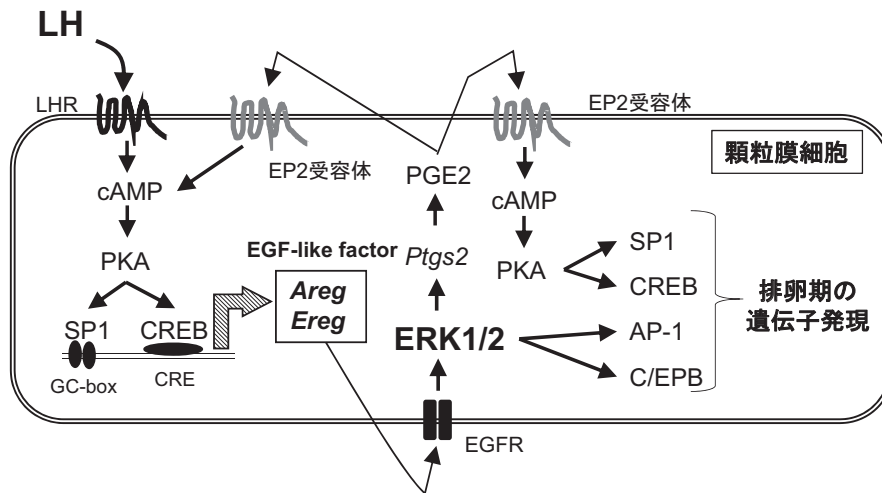 LH
LHR
EP2受容体
EP2受容体
顆粒膜細胞
cAMP
PGE2
cAMP
PKA
EGF-like factor
Ptgs2
PKA
SP1
CREB
AP-1
C/EPB
排卵期の
遺伝子発現
Areg
Ereg
ERK1/2
SP1
CREB
GC-box
CRE
EGFR